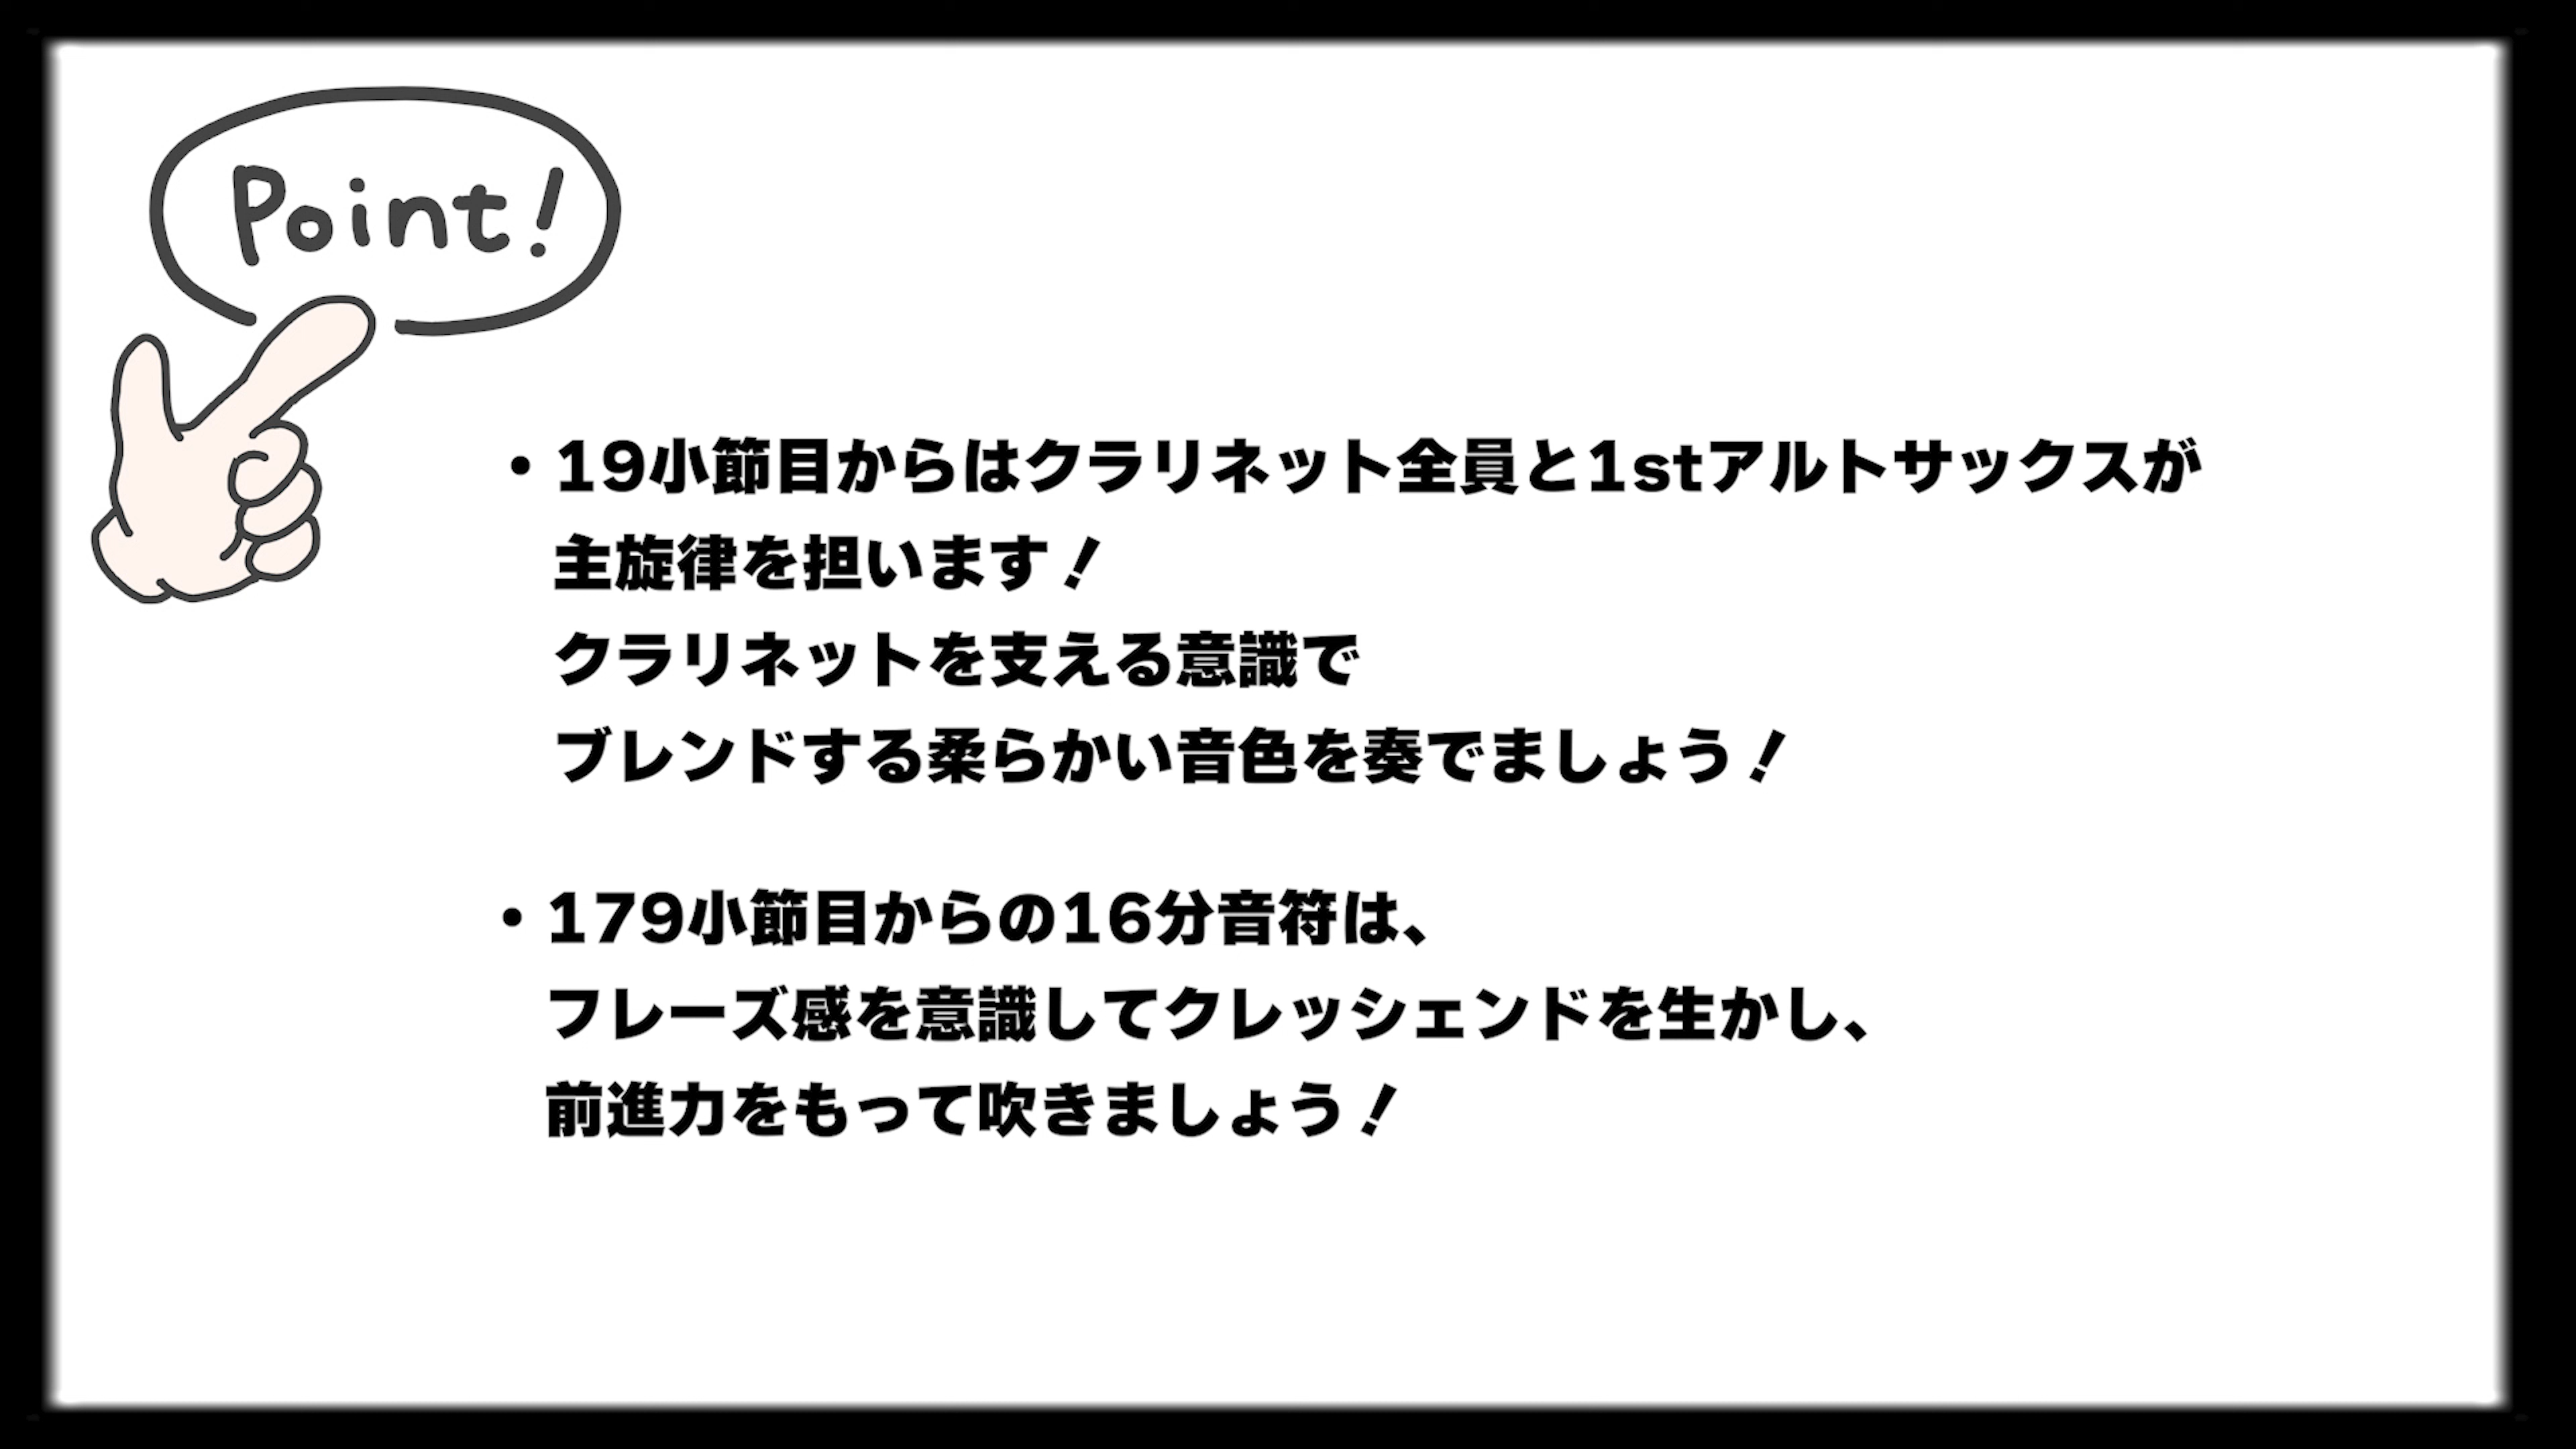 Point!
・19小節目からはクラリネット全員と1stアルトサックスが
主旋律を担います！
クラリネットを支える意識で
ブレンドする柔らかい音色を奏でましょう！
・179小節目からの16分音符は、
フレーズ感を意識してクレッシェンドを生かし、
前進力をもって吹きましょう！